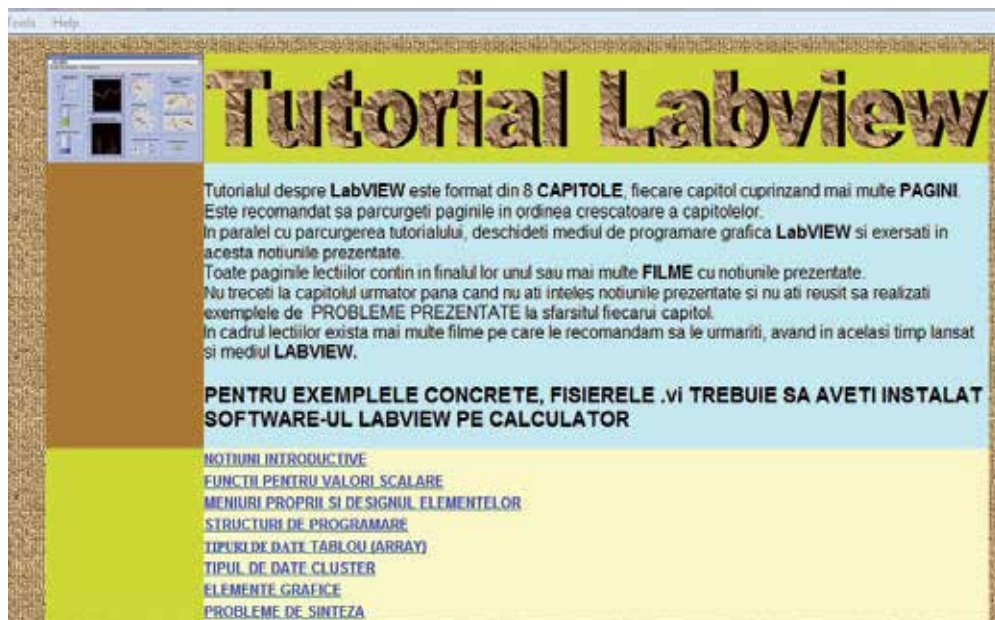 Tools Help
Tutorial Labview
Tutorialul despre LabVIEW este format din 8 CAPITOLE, fiecare capitol cuprinzand mai multe PAGINI.
Este recomandat sa parcurgeti paginile in ordinea crescatoare a capitolelor.
In paralel cu parcurgerea tutorialului, deschideti mediul de programare grafica LabVIEW si exersati in
acesta notiunile prezentate.
Toate paginile lectiilor contin in finalul lor unul sau mai multe FILME cu notiunile prezentate.
Nu treceti la capitolul urmator pana cand nu ati inteles notiunile prezentate si nu ati reusit sa realizati
exemplele de PROBLEME PREZENTATE la sfarsitul fiecarui capitol.
In cadrul lectiilor exista mai multe filme pe care le recomandam sa le urmariti, avand in acelasi timp lansat
si mediul LABVIEW.
PENTRU EXEMPLELE CONCRETE, FISIERELE .vi TREBUIE SA AVETI INSTALAT
SOFTWARE-UL LABVIEW PE CALCULATOR
NOTIUNI INTRODUCTIVE
FUNCTII PENTRU VALORI SCALARE
MENIURI PROPRII SI DESIGNUL ELEMENTELOR
STRUCTURI DE PROGRAMARE
TIPURI DE DATE TABLOU (ARRAY)
TIPUL DE DATE CLUSTER
ELEMENTE GRAFICE
PROBLEME DE SINTEZA